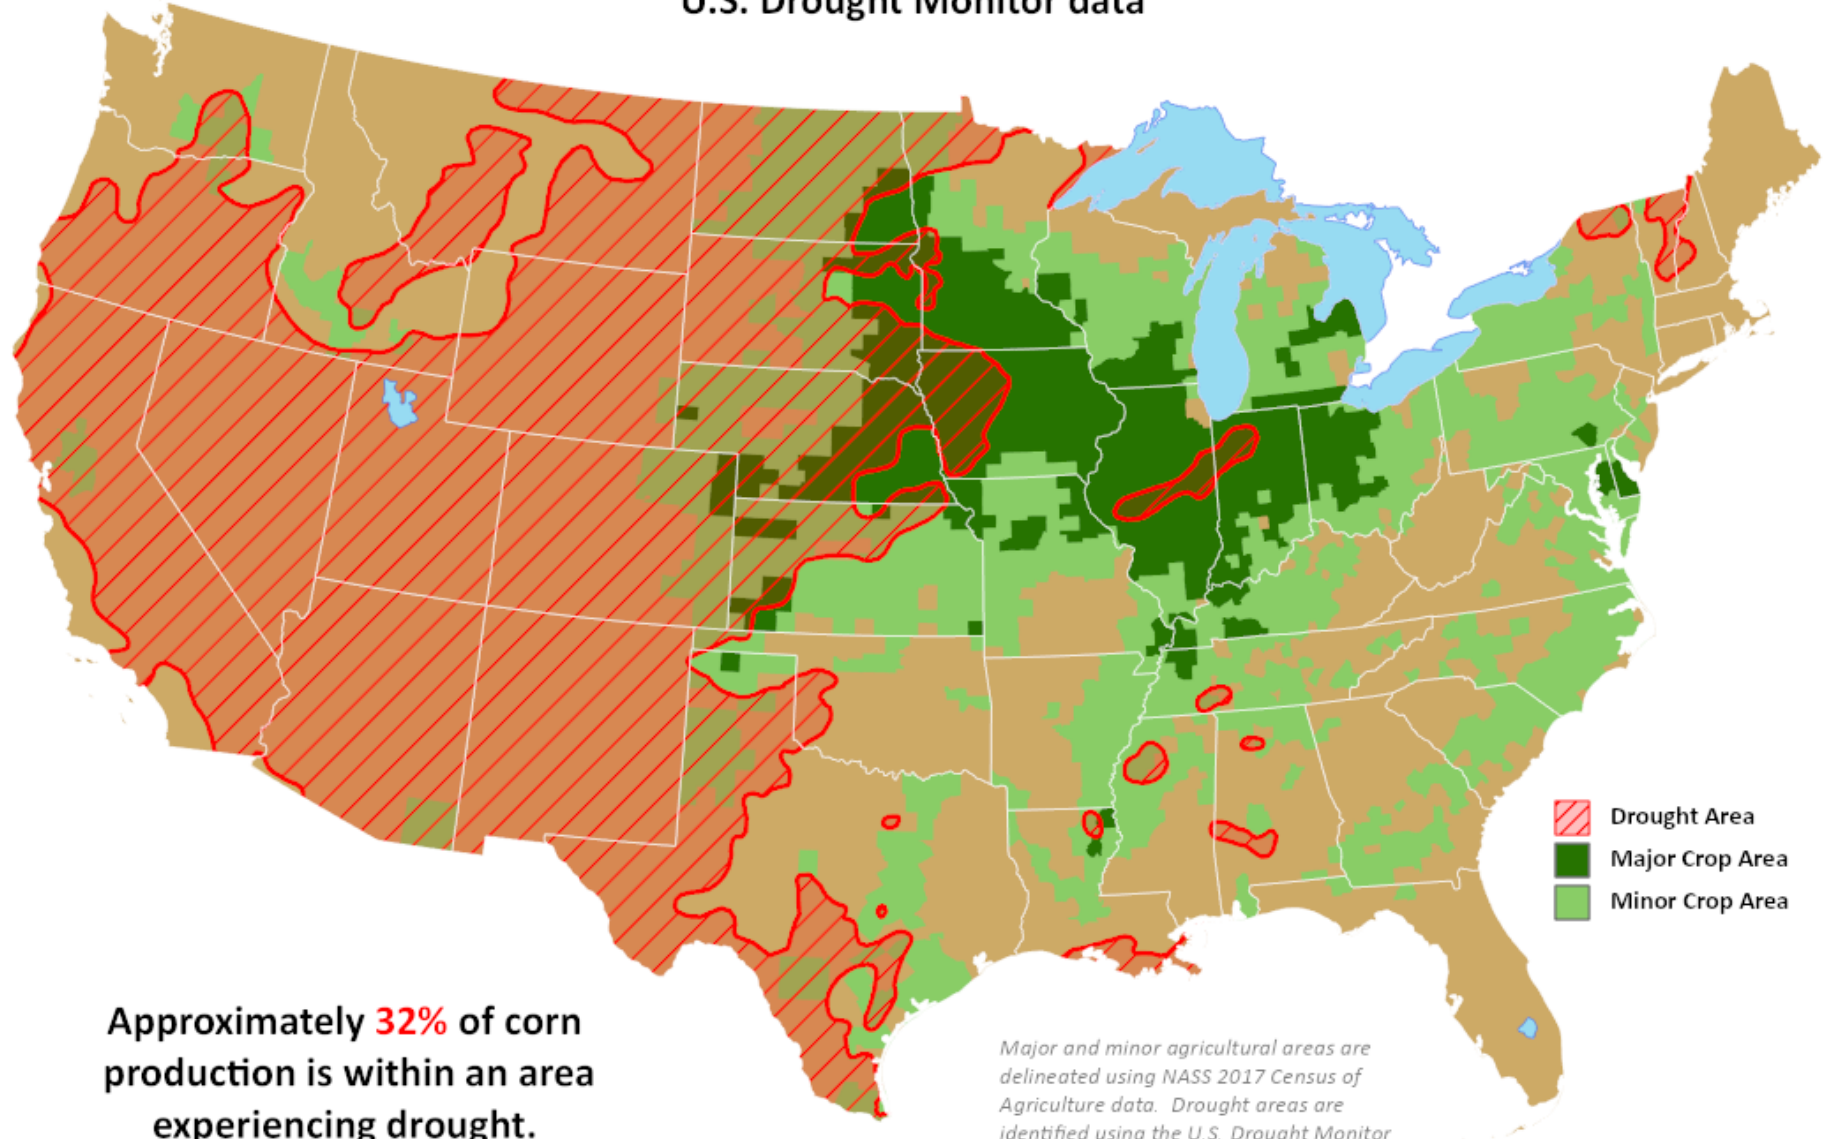 U.S. Drought Monitor data
Drought Area
Major Crop Area
Minor Crop Area
Approximately 32% of corn
production is within an area
experiencing drought.
Major and minor agricultural areas are
delineated using NASS 2017 Census of
Agriculture data. Drought areas are
identified using the U.S. Drought Monitor